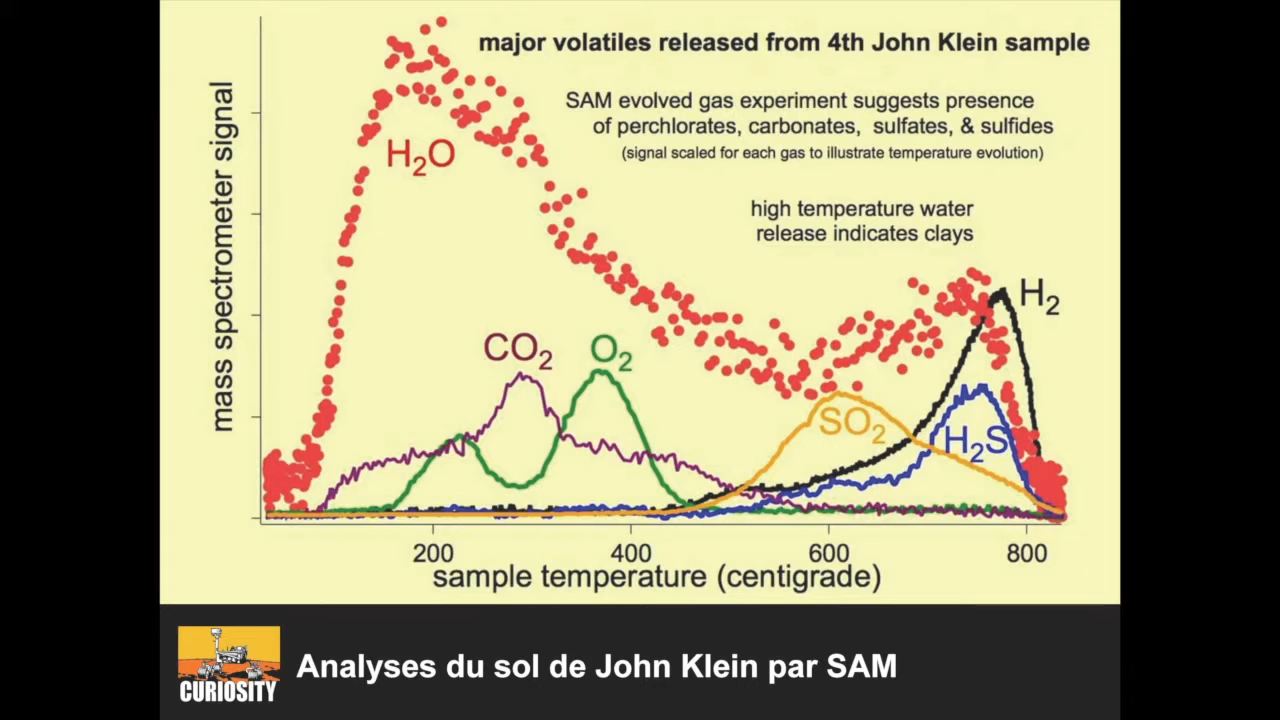 major volatiles released from 4th John Klein sample
SAM evolved gas experiment suggests presence
of perchlorates, carbonates, sulfates, & sulfides
(signal scaled for each gas to illustrate temperature evolution)
high temperature water
release indicates clays
mass spectrometer signal
H₂O
CO₂
O₂
SO₂
H₂S
H₂
200 400 600 800
sample temperature (centigrade)
CURIOSITY
Analyses du sol de John Klein par SAM